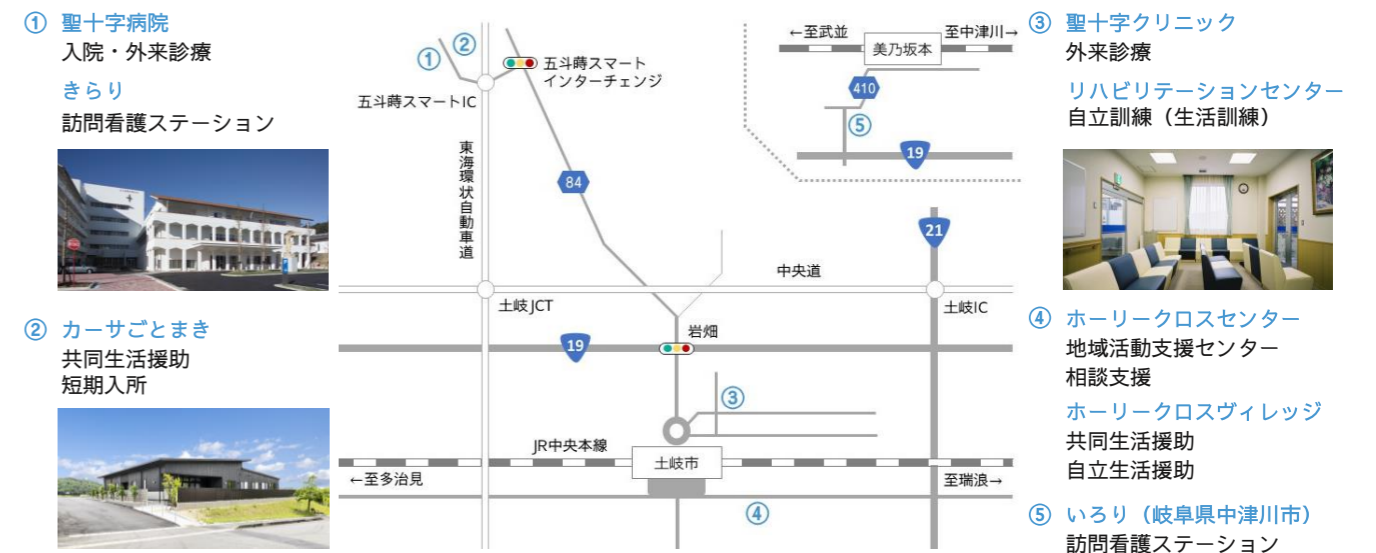 ① 聖十字病院
入院・外来診療
きらり
訪問看護ステーション
② カーサごとまき
共同生活援助
短期入所
①
②
五斗蒔スマート
インターチェンジ
五斗蒔スマートIC
東海環状自動車道
84
←至武並
至中津川→
美乃坂本
410
⑤
19
21
中央道
土岐JCT
土岐IC
岩畑
19
③
JR中央本線
土岐市
←至多治見
至瑞浪→
④
③ 聖十字クリニック
外来診療
リハビリテーションセンター
自立訓練（生活訓練）
④ ホーリークロスセンター
地域活動支援センター
相談支援
ホーリークロスヴィレッジ
共同生活援助
自立生活援助
⑤ いろり（岐阜県中津川市）
訪問看護ステーション